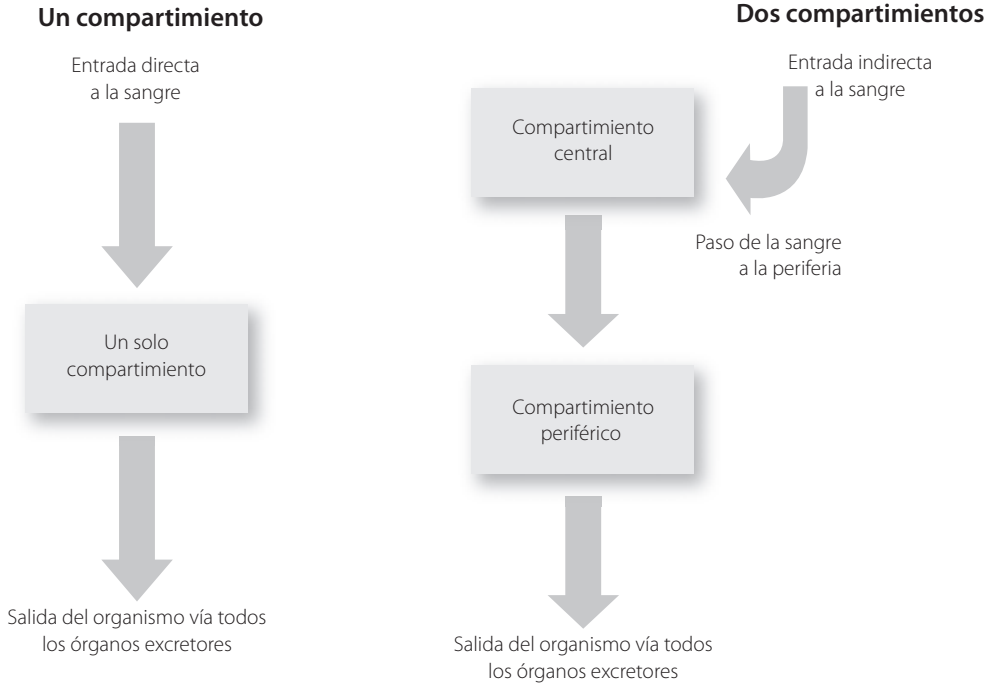 Un compartimiento
Entrada directa
a la sangre
Un solo
compartimiento
Salida del organismo vía todos
los órganos excretores
Dos compartimientos
Entrada indirecta
a la sangre
Compartimiento
central
Paso de la sangre
a la periferia
Compartimiento
periférico
Salida del organismo vía todos
los órganos excretores